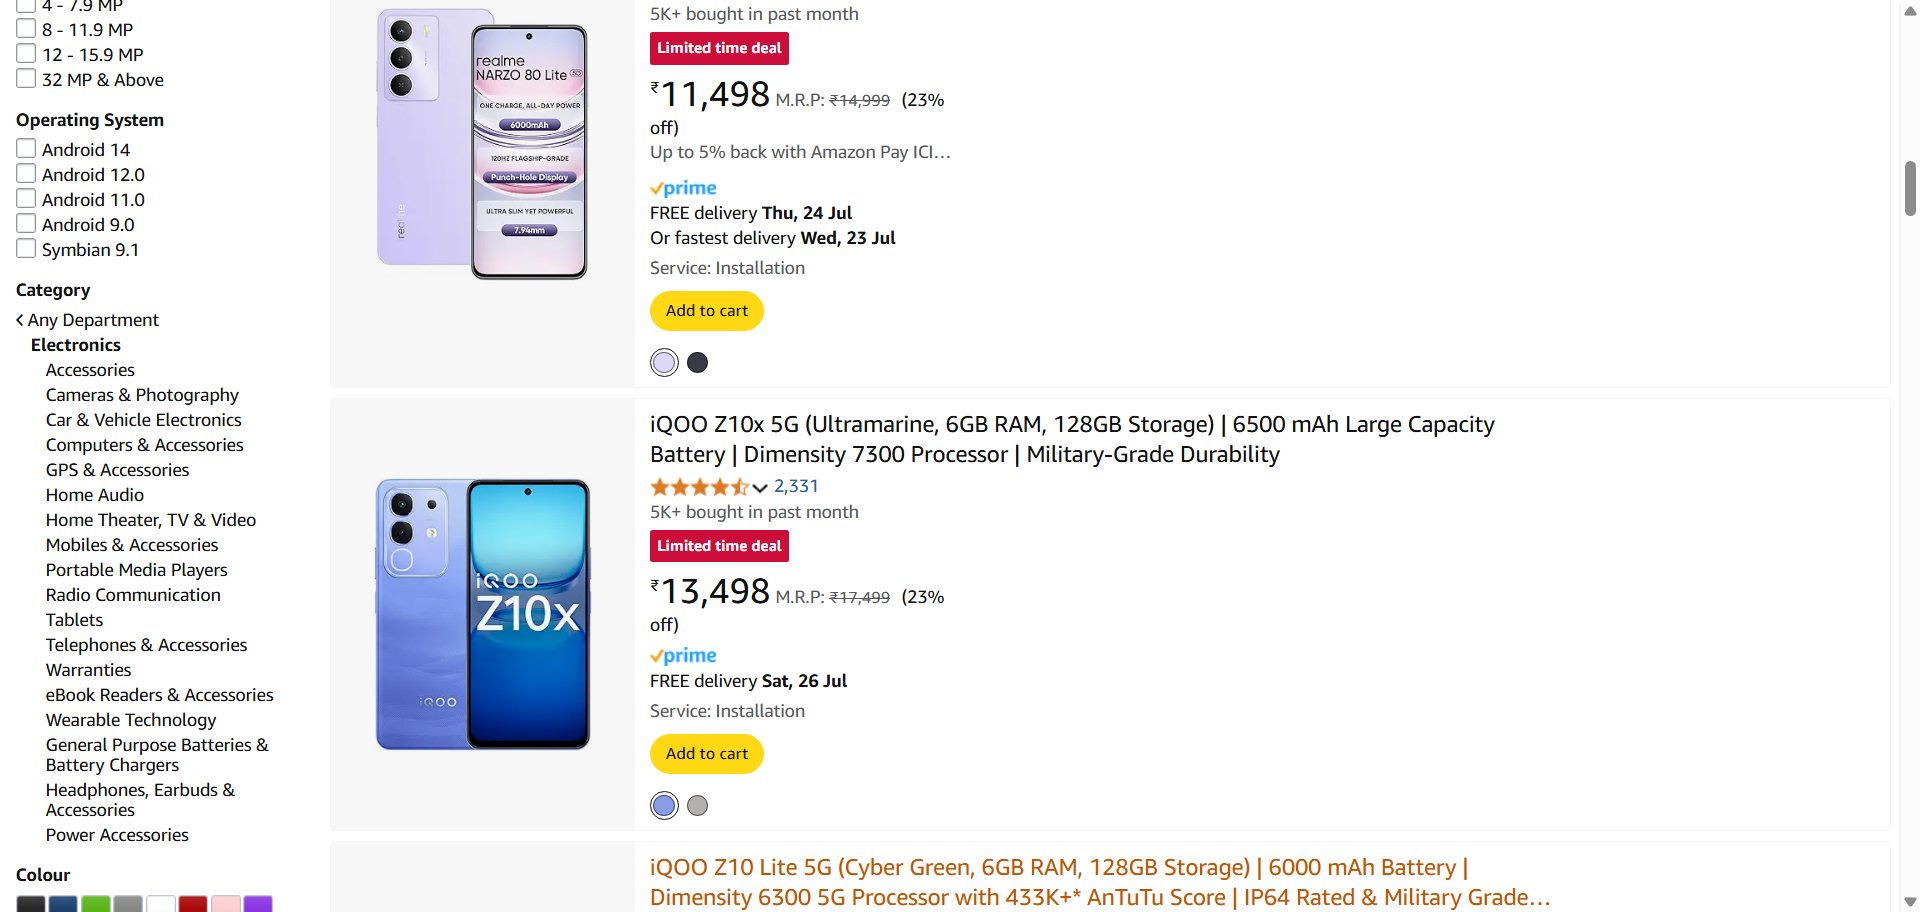 4 - 7.9 MP
8 - 11.9 MP
12 - 15.9 MP
32 MP & Above
Operating System
Android 14
Android 12.0
Android 11.0
Android 9.0
Symbian 9.1
Category
Any Department
Electronics
Accessories
Cameras & Photography
Car & Vehicle Electronics
Computers & Accessories
GPS & Accessories
Home Audio
Home Theater, TV & Video
Mobiles & Accessories
Portable Media Players
Radio Communication
Tablets
Telephones & Accessories
Warranties
eBook Readers & Accessories
Wearable Technology
General Purpose Batteries &
Battery Chargers
Headphones, Earbuds &
Accessories
Power Accessories
Colour
realme
realme
NARZO 80 Lite 5G
ONE CHARGE, ALL-DAY POWER
6000mAh
120HZ FLAGSHIP-GRADE
Punch-Hole Display
ULTRA SLIM YET POWERFUL
7.94mm
5K+ bought in past month
Limited time deal
₹11,498 M.R.P: ₹14,999 (23%
off)
Up to 5% back with Amazon Pay ICI…
prime
FREE delivery Thu, 24 Jul
Or fastest delivery Wed, 23 Jul
Service: Installation
Add to cart
iQOO
iQOO
Z10x
iQOO Z10x 5G (Ultramarine, 6GB RAM, 128GB Storage) | 6500 mAh Large Capacity
Battery | Dimensity 7300 Processor | Military-Grade Durability
2,331
5K+ bought in past month
Limited time deal
₹13,498 M.R.P: ₹17,499 (23%
off)
prime
FREE delivery Sat, 26 Jul
Service: Installation
Add to cart
iQOO Z10 Lite 5G (Cyber Green, 6GB RAM, 128GB Storage) | 6000 mAh Battery |
Dimensity 6300 5G Processor with 433K+* AnTuTu Score | IP64 Rated & Military Grade…